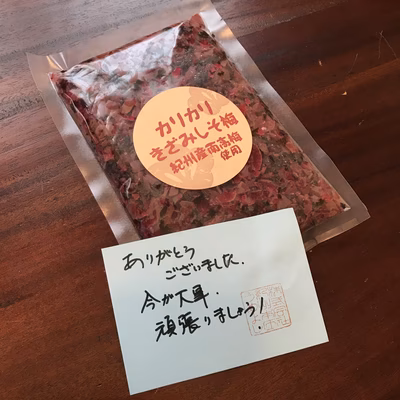 カリカリ
きざみしそ梅
紀州産南高梅
使用
ありがとう
ございました.
今が大事.
頑張りましょう!